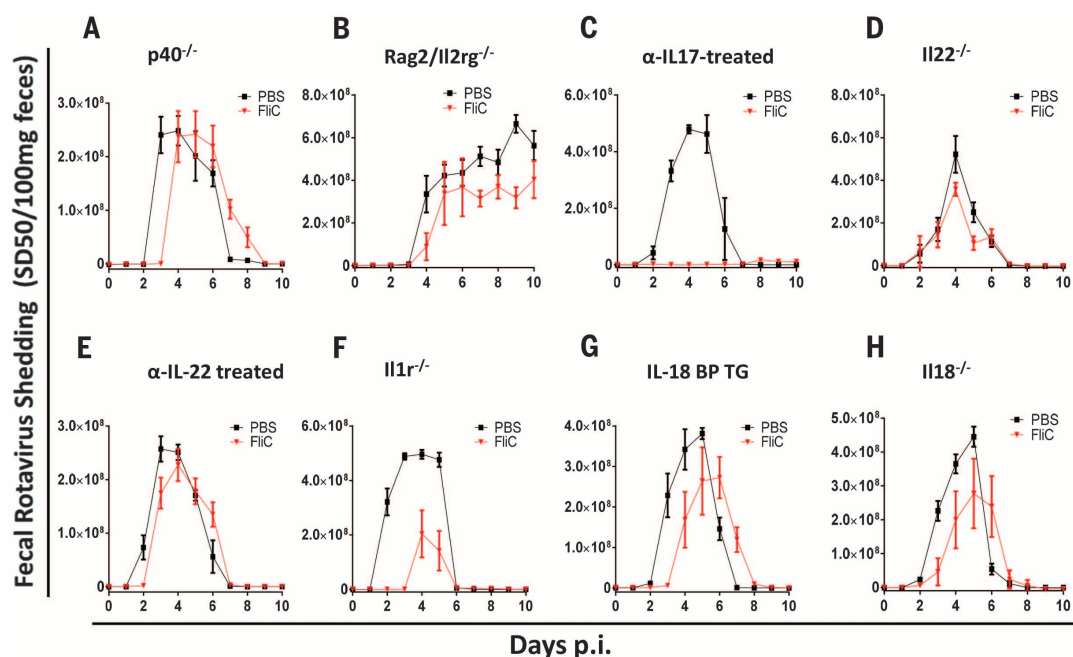 Fecal Rotavirus Shedding (SD50/100mg feces)
A
p40⁻/⁻
PBS
FliC
3.0×10⁸
2.0×10⁸
1.0×10⁸
0
0 2 4 6 8 10
B
Rag2/Il2rg⁻/⁻
PBS
FliC
8.0×10⁸
6.0×10⁸
4.0×10⁸
2.0×10⁸
0
0 2 4 6 8 10
C
α-IL17-treated
PBS
FliC
6.0×10⁸
4.0×10⁸
2.0×10⁸
0
0 2 4 6 8 10
D
Il22⁻/⁻
PBS
FliC
8.0×10⁸
6.0×10⁸
4.0×10⁸
2.0×10⁸
0
0 2 4 6 8 10
E
α-IL-22 treated
PBS
FliC
3.0×10⁸
2.0×10⁸
1.0×10⁸
0
0 2 4 6 8 10
F
Il1r⁻/⁻
PBS
FliC
6.0×10⁸
4.0×10⁸
2.0×10⁸
0
0 2 4 6 8 10
G
IL-18 BP TG
PBS
FliC
4.0×10⁸
3.0×10⁸
2.0×10⁸
1.0×10⁸
0
0 2 4 6 8 10
H
Il18⁻/⁻
PBS
FliC
5.0×10⁸
4.0×10⁸
3.0×10⁸
2.0×10⁸
1.0×10⁸
0
0 2 4 6 8 10
Days p.i.